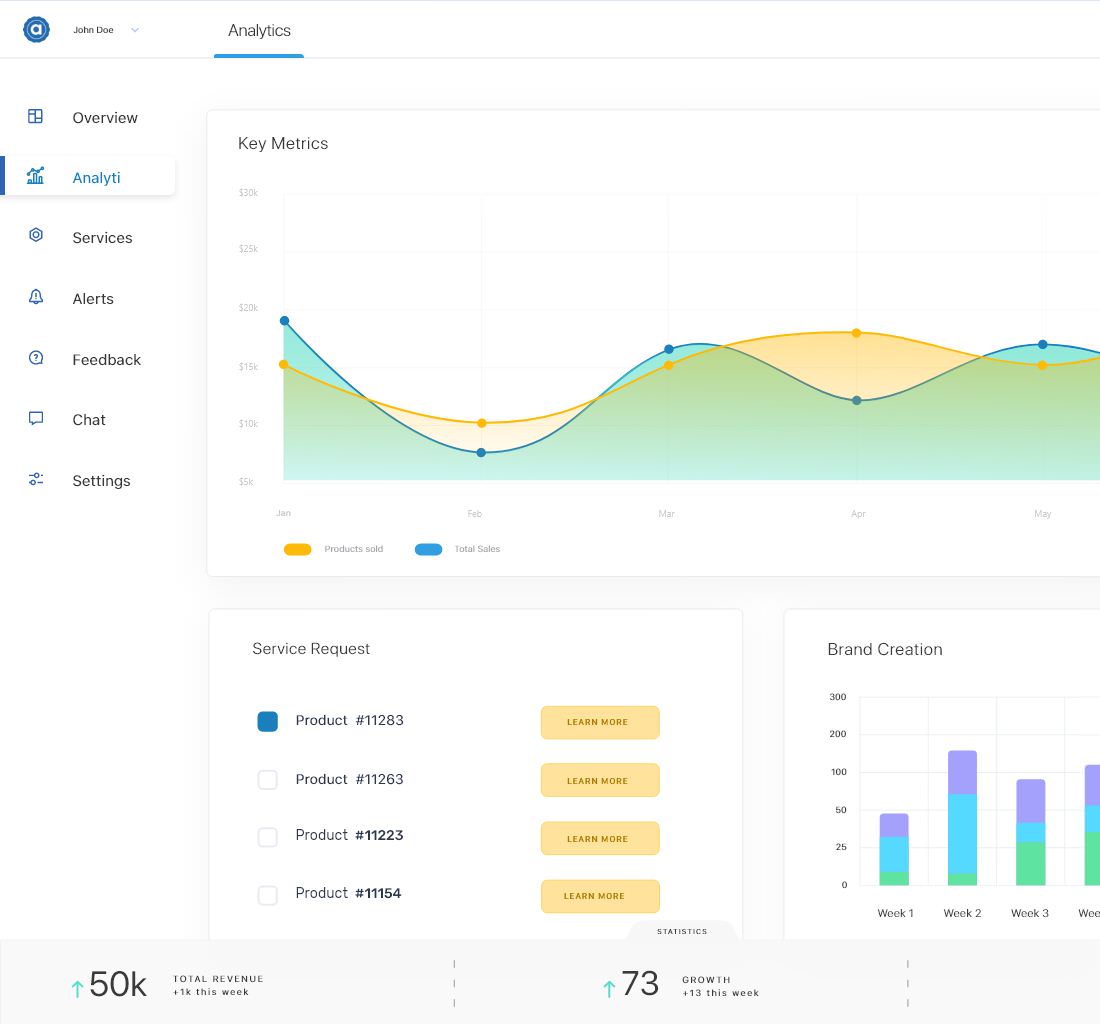 a
John Doe
Analytics
Overview
Analyti
Services
Alerts
Feedback
Chat
Settings
Key Metrics
$30k
$25k
$20k
$15k
$10k
$5k
Jan Feb Mar Apr May
Products sold Total Sales
Service Request
Product #11283 LEARN MORE
Product #11263 LEARN MORE
Product #11223 LEARN MORE
Product #11154 LEARN MORE
Brand Creation
300
200
100
50
25
0
Week 1 Week 2 Week 3 Wee
STATISTICS
50k
TOTAL REVENUE
+1k this week
73
GROWTH
+13 this week